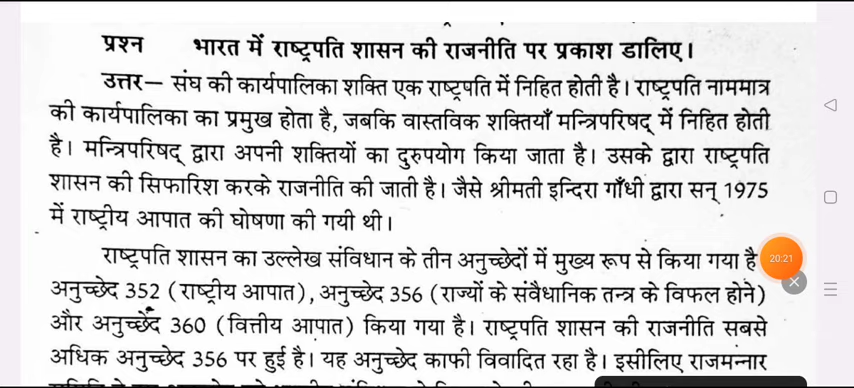 प्रश्न भारत में राष्ट्रपति शासन की राजनीति पर प्रकाश डालिए।
उत्तर— संघ की कार्यपालिका शक्ति एक राष्ट्रपति में निहित होती है। राष्ट्रपति नाममात्र
की कार्यपालिका का प्रमुख होता है, जबकि वास्तविक शक्तियाँ मन्त्रिपरिषद् में निहित होती
है। मन्त्रिपरिषद् द्वारा अपनी शक्तियों का दुरुपयोग किया जाता है। उसके द्वारा राष्ट्रपति
शासन की सिफारिश करके राजनीति की जाती है। जैसे श्रीमती इन्दिरा गाँधी द्वारा सन् 1975
में राष्ट्रीय आपात की घोषणा की गयी थी।
राष्ट्रपति शासन का उल्लेख संविधान के तीन अनुच्छेदों में मुख्य रूप से किया गया है
20:21
अनुच्छेद 352 (राष्ट्रीय आपात), अनुच्छेद 356 (राज्यों के संवैधानिक तन्त्र के विफल होने)
और अनुच्छेद 360 (वित्तीय आपात) किया गया है। राष्ट्रपति शासन की राजनीति सबसे
अधिक अनुच्छेद 356 पर हुई है। यह अनुच्छेद काफी विवादित रहा है। इसीलिए राजमन्नार